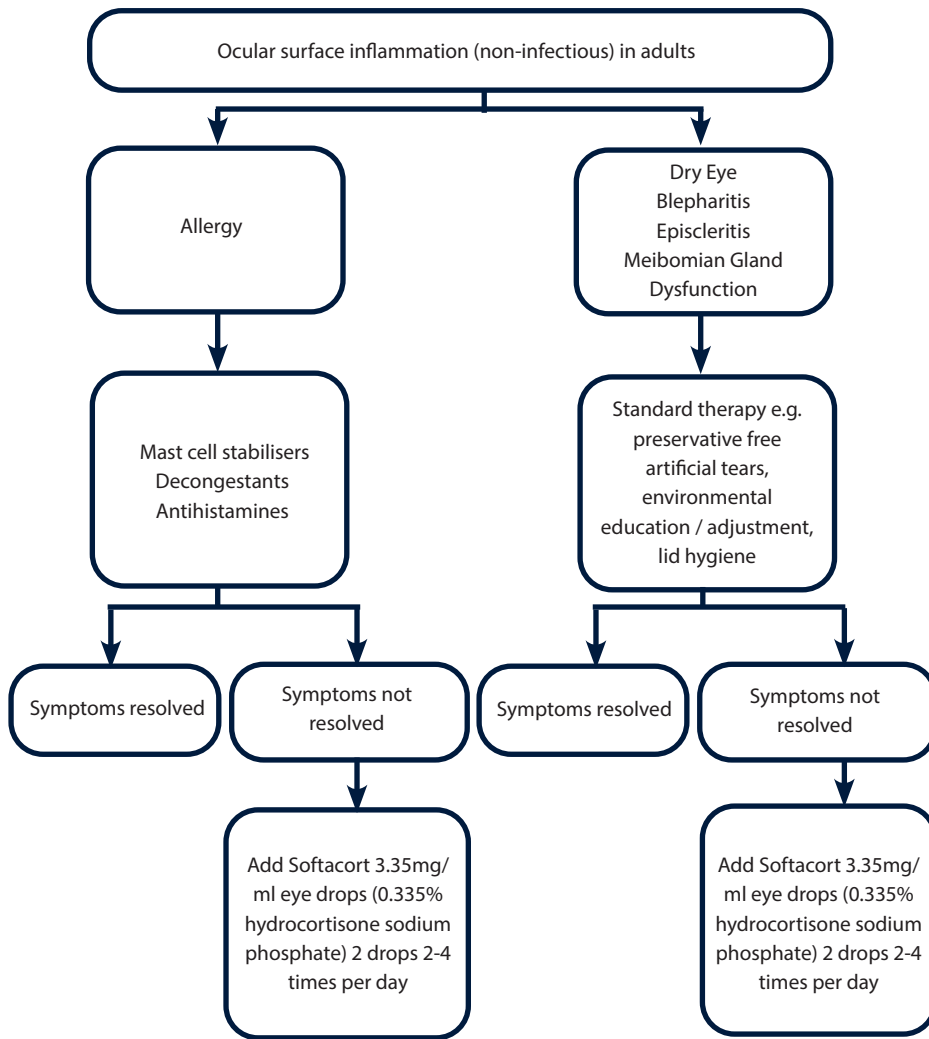 Ocular surface inflammation (non-infectious) in adults
Allergy
Dry Eye
Blepharitis
Episcleritis
Meibomian Gland
Dysfunction
Mast cell stabilisers
Decongestants
Antihistamines
Standard therapy e.g.
preservative free
artificial tears,
environmental
education / adjustment,
lid hygiene
Symptoms resolved
Symptoms not
resolved
Symptoms resolved
Symptoms not
resolved
Add Softacort 3.35mg/
ml eye drops (0.335%
hydrocortisone sodium
phosphate) 2 drops 2-4
times per day
Add Softacort 3.35mg/
ml eye drops (0.335%
hydrocortisone sodium
phosphate) 2 drops 2-4
times per day